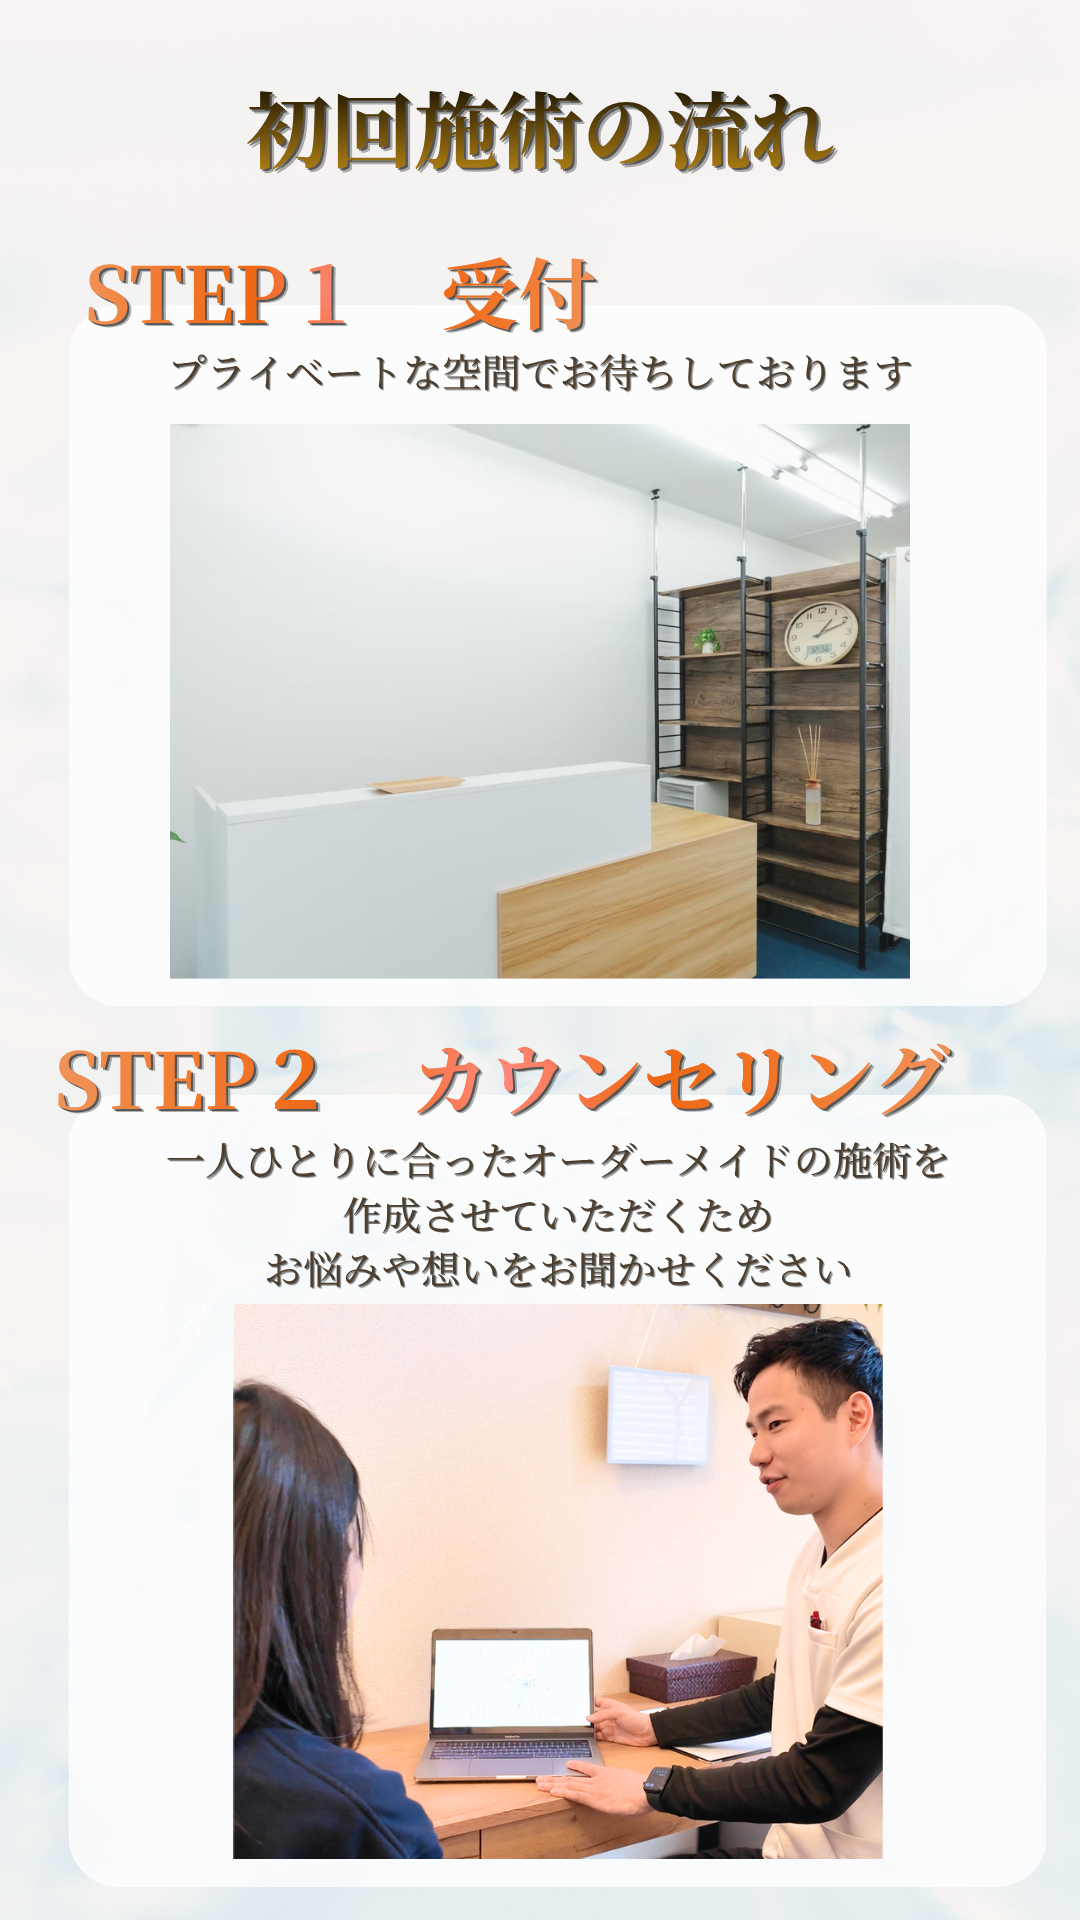 初回施術の流れ
STEP１　受付
プライベートな空間でお待ちしております
STEP２　カウンセリング
一人ひとりに合ったオーダーメイドの施術を
作成させていただくため
お悩みや想いをお聞かせください